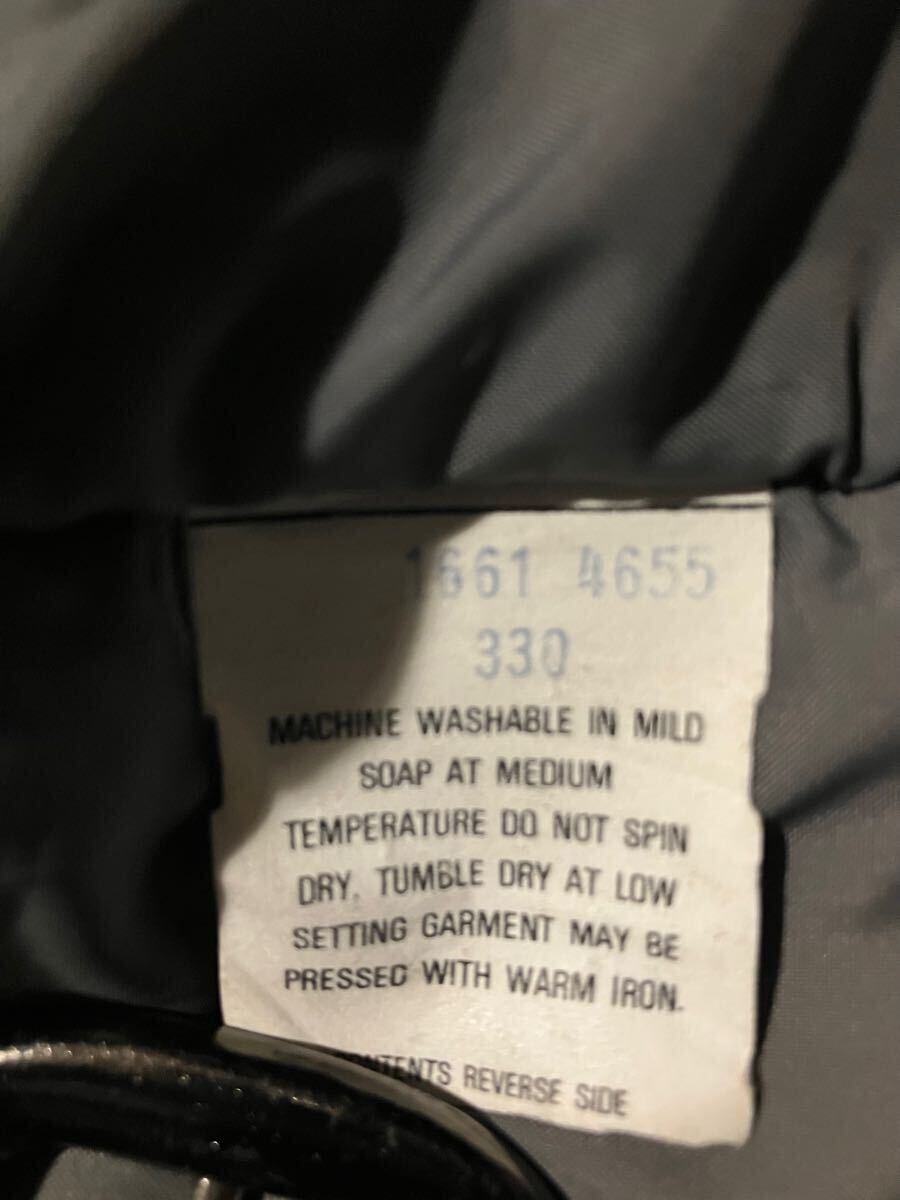 1661 4655
330
MACHINE WASHABLE IN MILD
SOAP AT MEDIUM
TEMPERATURE DO NOT SPIN
DRY, TUMBLE DRY AT LOW
SETTING GARMENT MAY BE
PRESSED WITH WARM IRON.
REVERSE SIDE